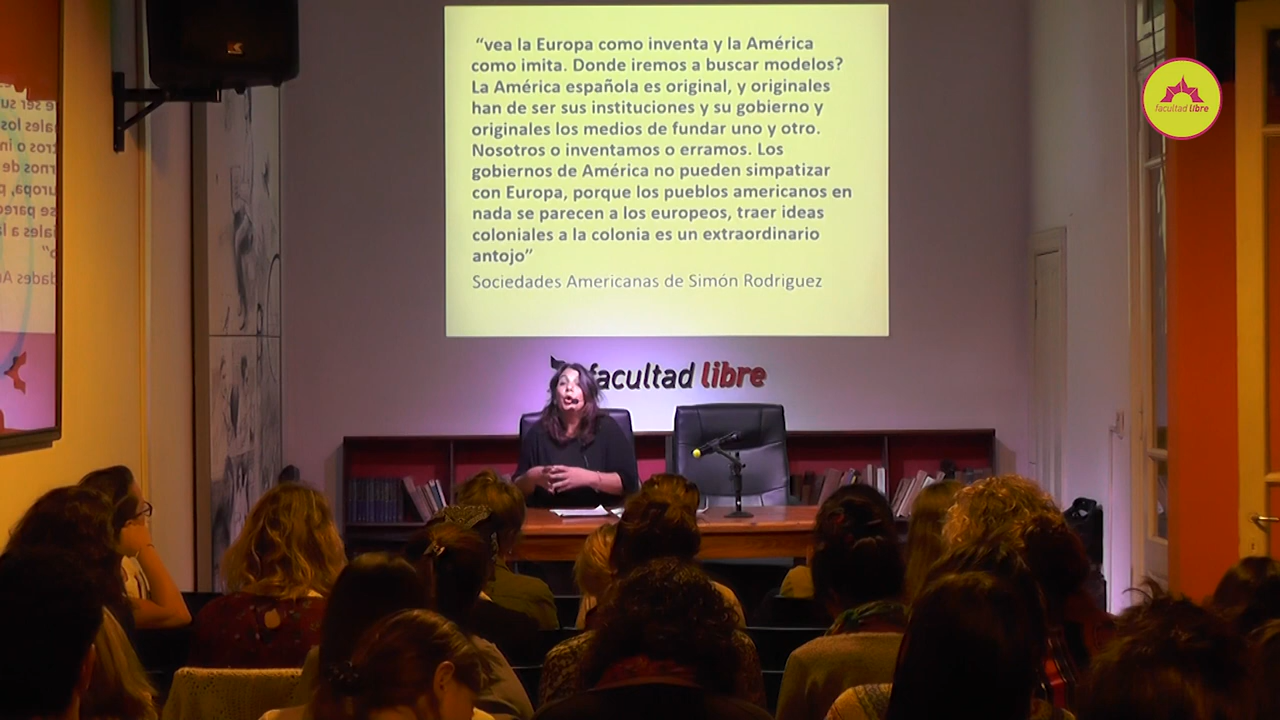 “vea la Europa como inventa y la América
como imita. Donde iremos a buscar modelos?
La América española es original, y originales
han de ser sus instituciones y su gobierno y
originales los medios de fundar uno y otro.
Nosotros o inventamos o erramos. Los
gobiernos de América no pueden simpatizar
con Europa, porque los pueblos americanos en
nada se parecen a los europeos, traer ideas
coloniales a la colonia es un extraordinario
antojo”
Sociedades Americanas de Simón Rodriguez
facultad libre
facultad libre